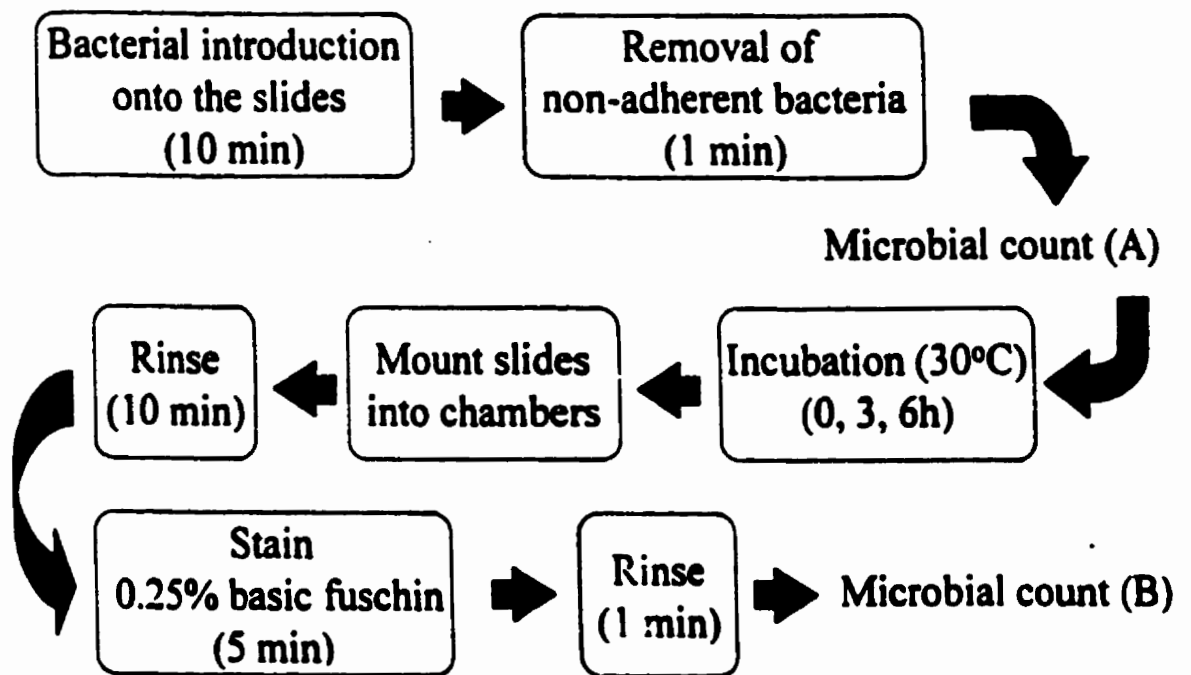 Bacterial introduction
onto the slides
(10 min)
Removal of
non-adherent bacteria
(1 min)
Microbial count (A)
Incubation (30ºC)
(0, 3, 6h)
Mount slides
into chambers
Rinse
(10 min)
Stain
0.25% basic fuschin
(5 min)
Rinse
(1 min)
Microbial count (B)